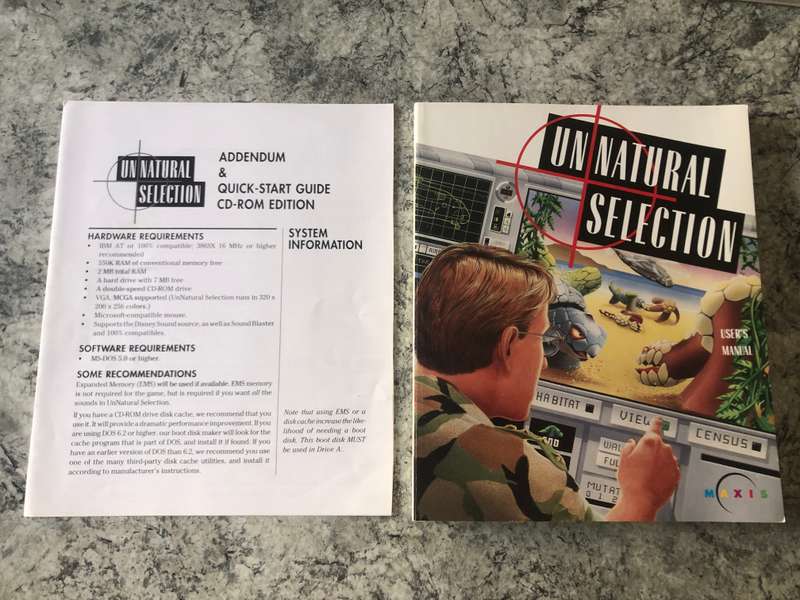 UNNATURAL
SELECTION
ADDENDUM
&
QUICK-START GUIDE
CD-ROM EDITION
HARDWARE REQUIREMENTS
• IBM AT or 100% compatible; 386SX 16 MHz or higher
recommended
• 550K RAM of conventional memory free
• 2 MB total RAM
• A hard drive with 7 MB free
• A double-speed CD-ROM drive
• VGA, MCGA supported (UnNatural Selection runs in 320 x
200 x 256 colors.)
• Microsoft-compatible mouse.
• Supports the Disney Sound source, as well as Sound Blaster
and 100% compatibles.
SOFTWARE REQUIREMENTS
• MS-DOS 5.0 or higher.
SOME RECOMMENDATIONS
Expanded Memory (EMS) will be used if available. EMS memory
is not required for the game, but is required if you want all the
sounds in UnNatural Selection.
If you have a CD-ROM drive disk cache, we recommend that you
use it. It will provide a dramatic performance improvement. If you
are using DOS 6.2 or higher, our boot disk maker will look for the
cache program that is part of DOS, and install it if found. If you
have an earlier version of DOS than 6.2, we recommend you use
one of the many third-party disk cache utilities, and install it
according to manufacturer's instructions.
SYSTEM
INFORMATION
Note that using EMS or a
disk cache increase the like-
lihood of needing a boot
disk. This boot disk MUST
be used in Drive A:.
UNNATURAL
SELECTION
USER'S
MANUAL
HABITAT
VIEW
CENSUS
WAL
FUL
MUTAT
0 1 2
MAXIS